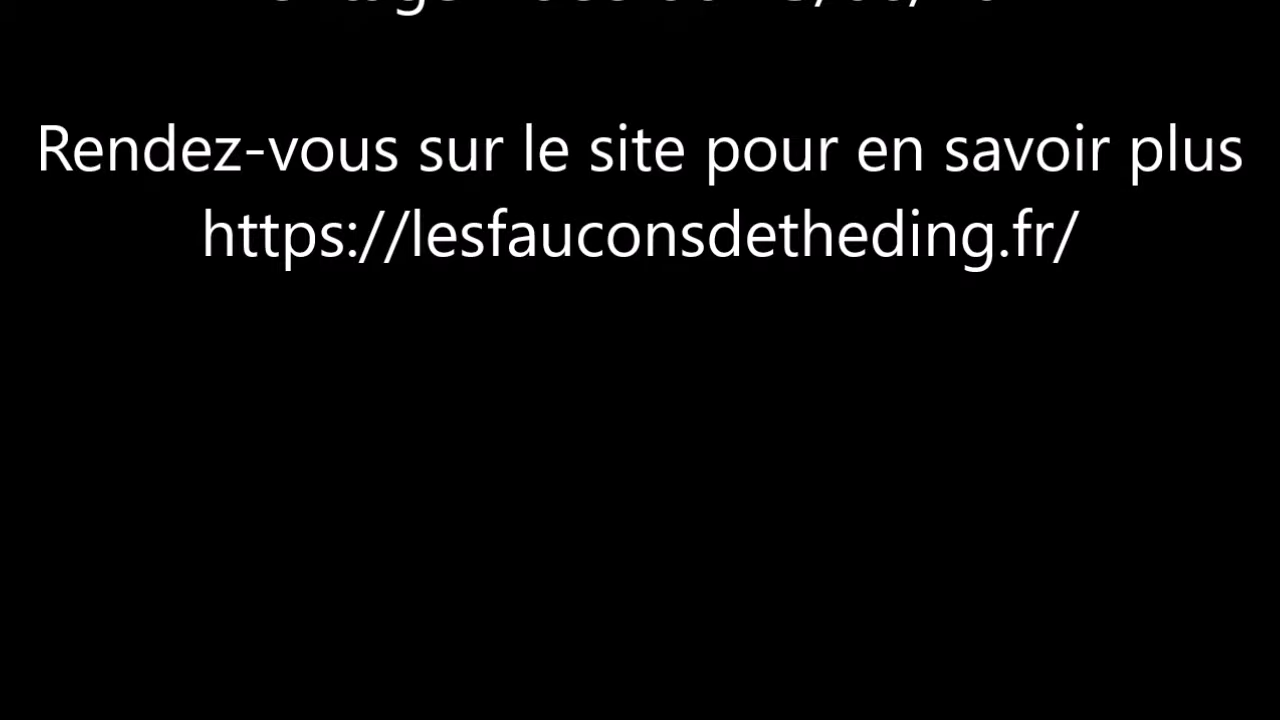 Rendez-vous sur le site pour en savoir plus
https://lesfauconsdetheding.fr/